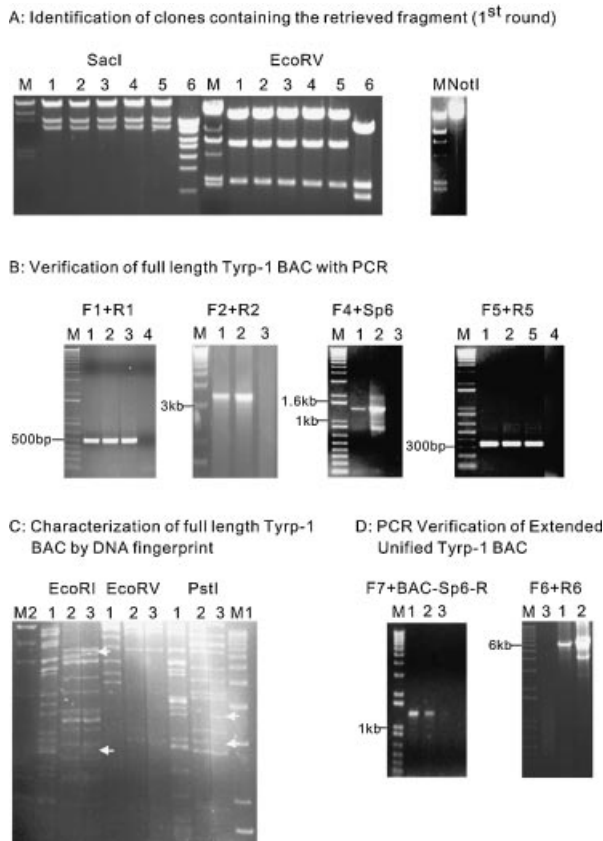 A: Identification of clones containing the retrieved fragment (1st round)
SacI EcoRV
M 1 2 3 4 5 6 M 1 2 3 4 5 6 M NotI
B: Verification of full length Tyrp-1 BAC with PCR
F1+R1 F2+R2 F4+Sp6 F5+R5
M 1 2 3 4 M 1 2 3 M 1 2 3 M 1 2 5 4
3kb 1.6kb
1kb
500bp 300bp
C: Characterization of full length Tyrp-1
BAC by DNA fingerprint
EcoRI EcoRV PstI
M2 1 2 3 1 2 3 1 2 3 M1
D: PCR Verification of Extended
Unified Tyrp-1 BAC
F7+BAC-Sp6-R F6+R6
M 1 2 3 M 3 1 2
6kb
1kb